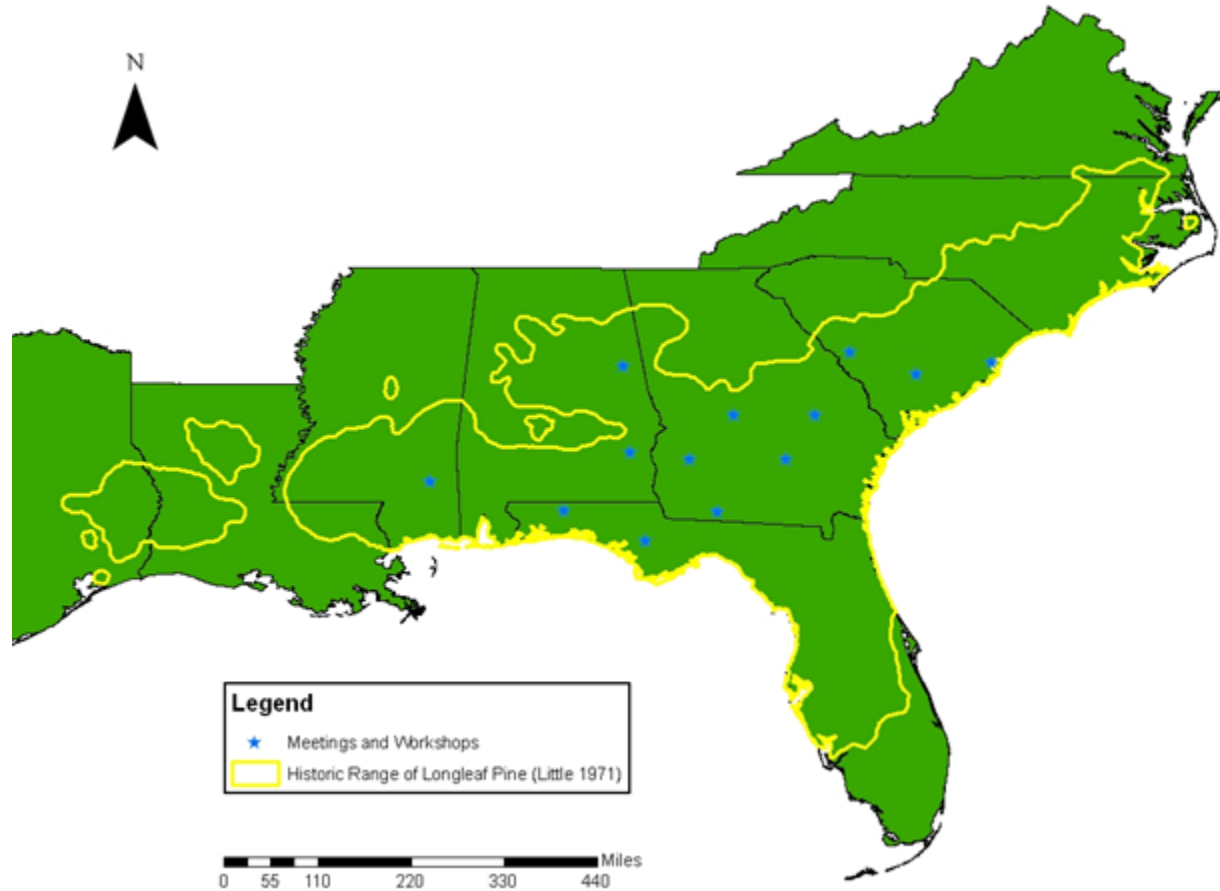 N
Legend
Meetings and Workshops
Historic Range of Longleaf Pine (Little 1971)
Miles
0 55 110 220 330 440